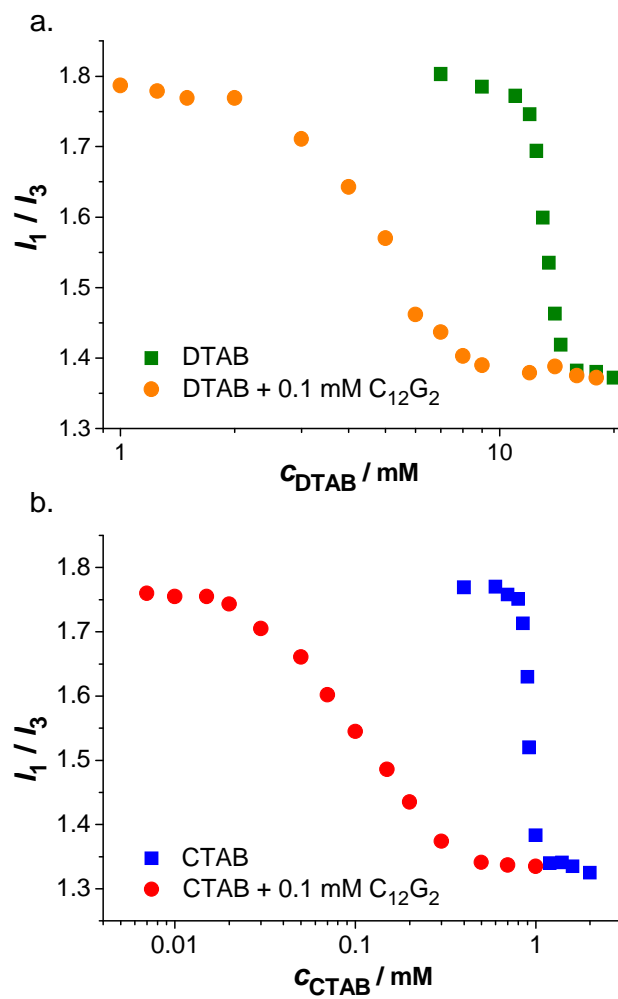 a.
1.8
1.7
1.6
1.5
1.4
1.3
I₁ / I₃
DTAB
DTAB + 0.1 mM C₁₂G₂
1
10
c_DTAB / mM
b.
1.8
1.7
1.6
1.5
1.4
1.3
I₁ / I₃
CTAB
CTAB + 0.1 mM C₁₂G₂
0.01
0.1
1
c_CTAB / mM